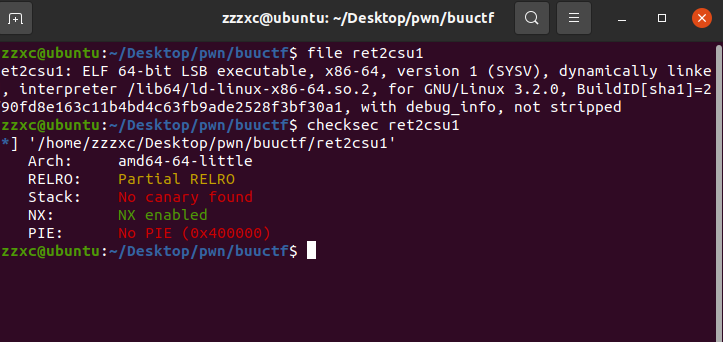 zzzxc@ubuntu: ~/Desktop/pwn/buuctf
zzxc@ubuntu:~/Desktop/pwn/buuctf$ file ret2csu1
et2csu1: ELF 64-bit LSB executable, x86-64, version 1 (SYSV), dynamically linke
, interpreter /lib64/ld-linux-x86-64.so.2, for GNU/Linux 3.2.0, BuildID[sha1]=2
90fd8e163c11b4bd4c63fb9ade2528f3bf30a1, with debug_info, not stripped
zzxc@ubuntu:~/Desktop/pwn/buuctf$ checksec ret2csu1
*] '/home/zzzxc/Desktop/pwn/buuctf/ret2csu1'
Arch: amd64-64-little
RELRO: Partial RELRO
Stack: No canary found
NX: NX enabled
PIE: No PIE (0x400000)
zzxc@ubuntu:~/Desktop/pwn/buuctf$